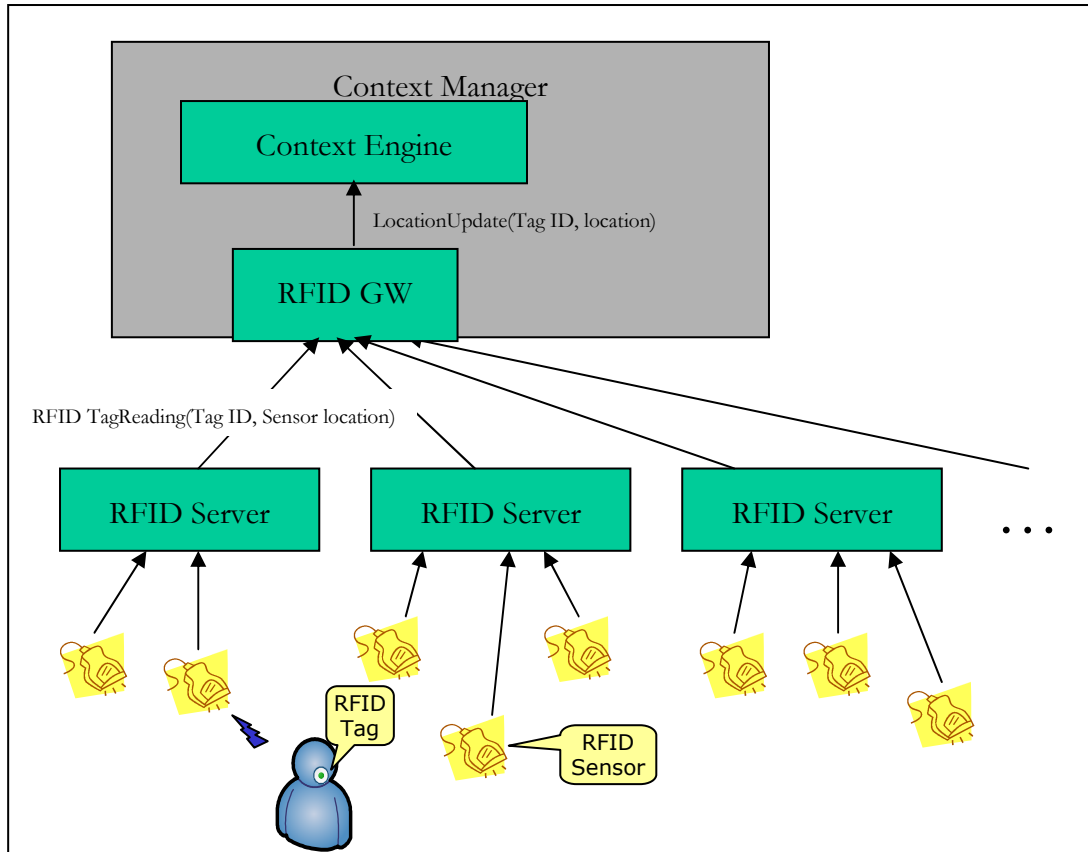 Context Manager
Context Engine
LocationUpdate(Tag ID, location)
RFID GW
RFID TagReading(Tag ID, Sensor location)
RFID Server
RFID Server
RFID Server
. . .
RFID
Tag
RFID
Sensor